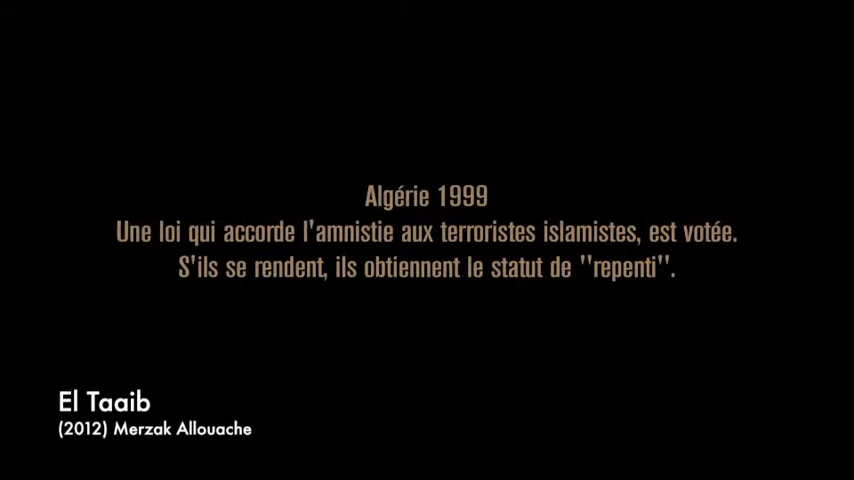 Algérie 1999
Une loi qui accorde l'amnistie aux terroristes islamistes, est votée.
S'ils se rendent, ils obtiennent le statut de "repenti".
El Taaib
(2012) Merzak Allouache